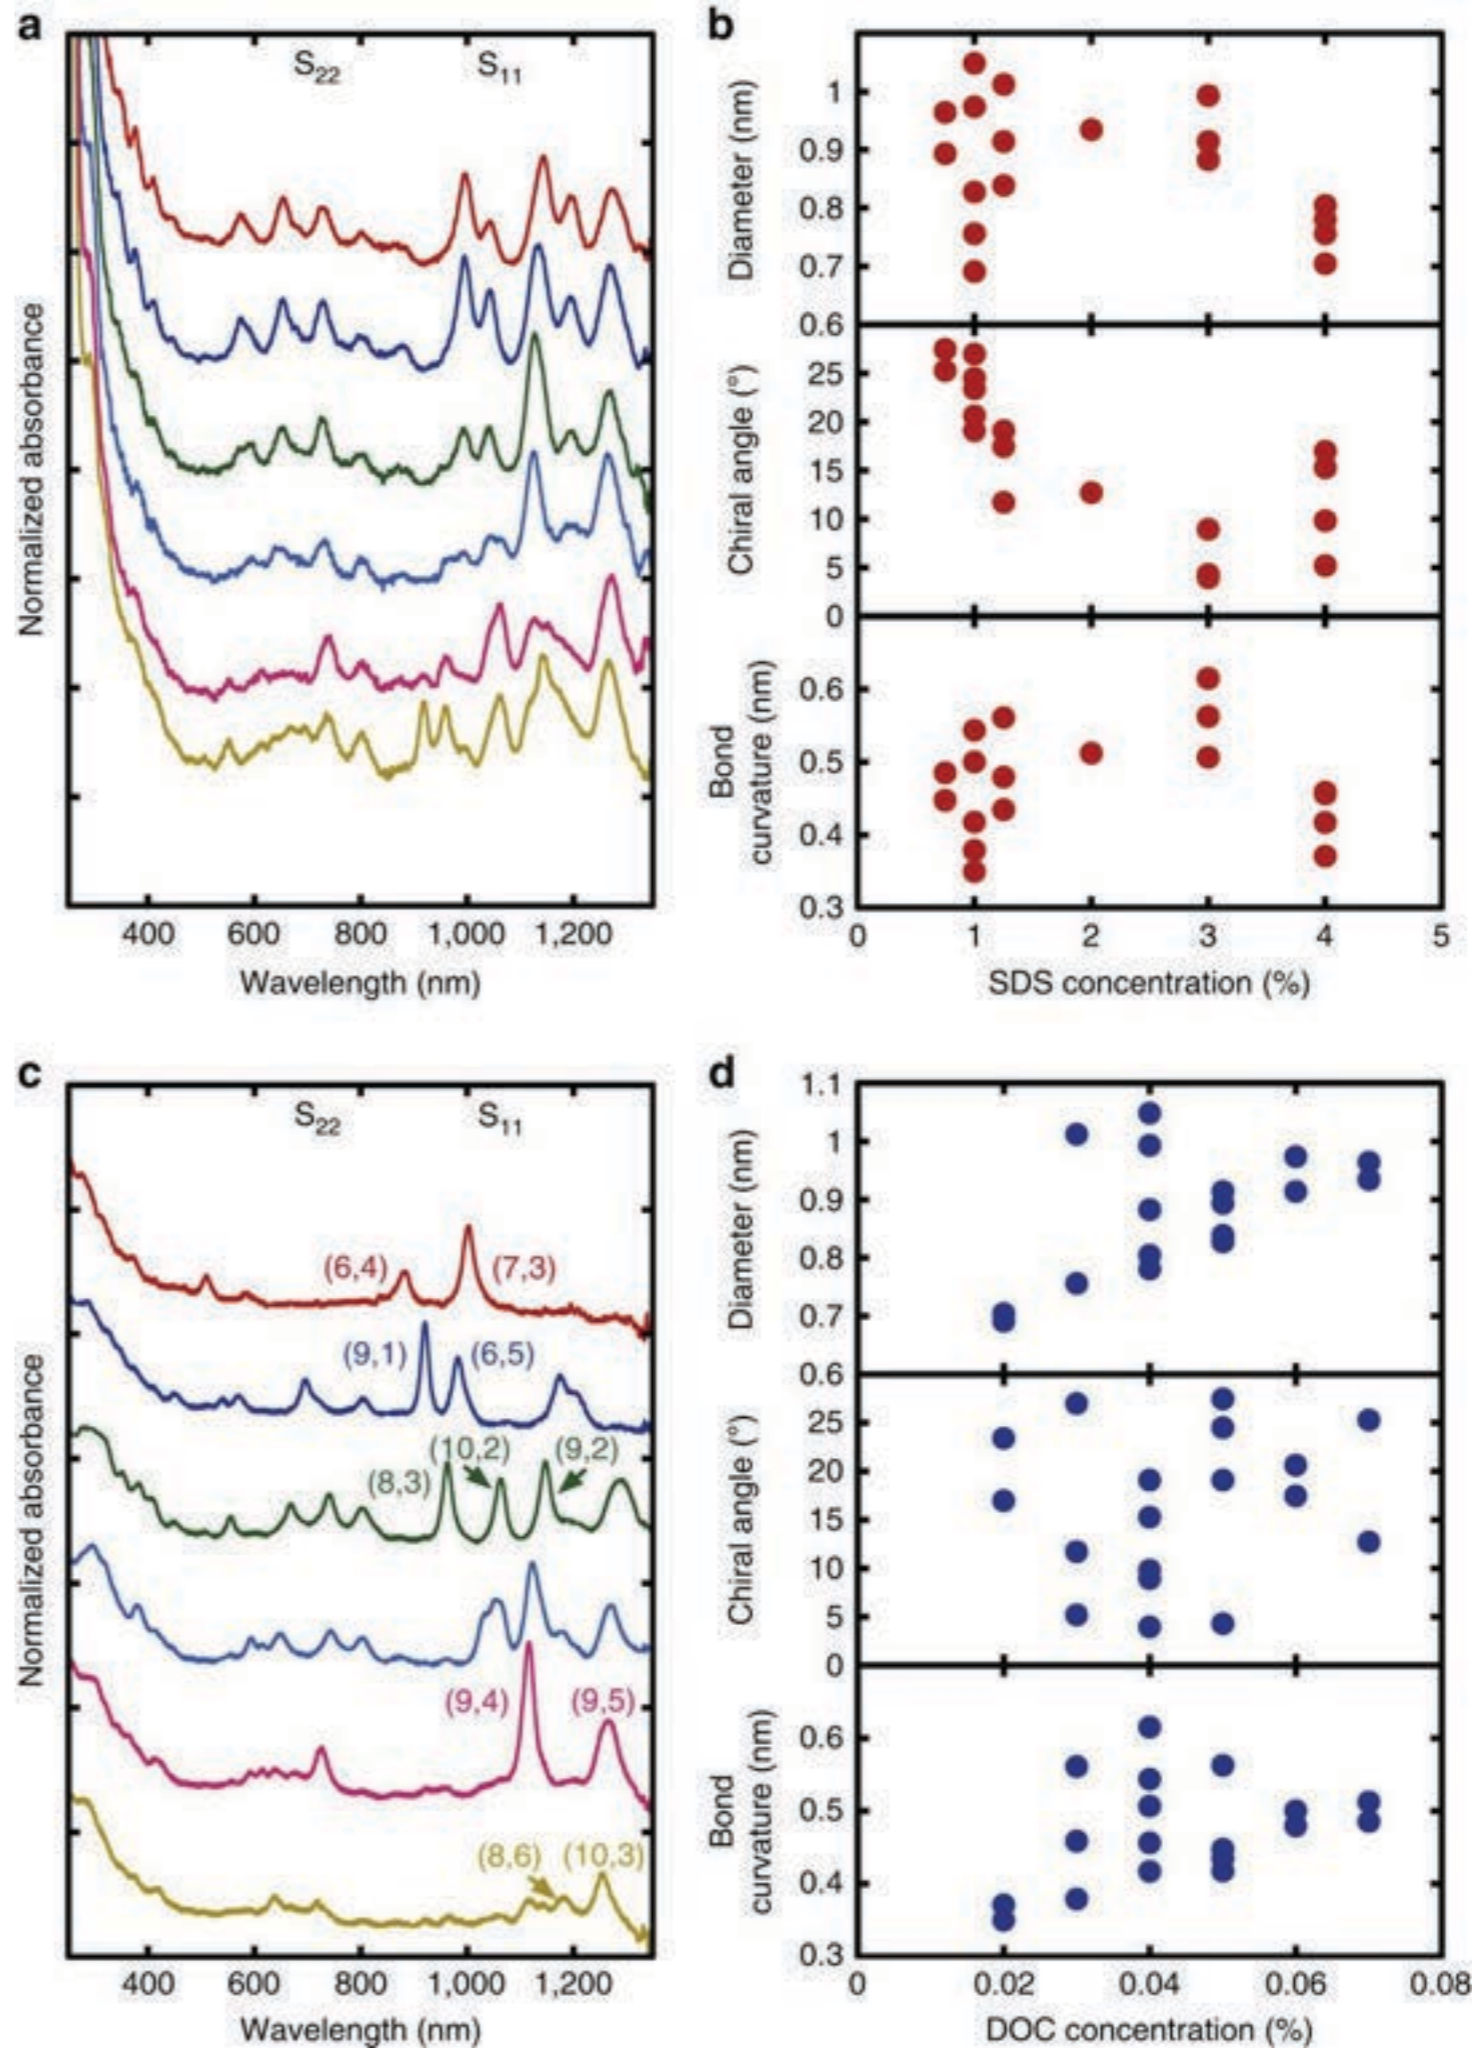 a
S22
S11
Normalized absorbance
400 600 800 1,000 1,200
Wavelength (nm)
b
Diameter (nm)
1
0.9
0.8
0.7
0.6
Chiral angle (°)
25
20
15
10
5
0
Bond
curvature (nm)
0.6
0.5
0.4
0.3
0 1 2 3 4 5
SDS concentration (%)
c
S22
S11
(6,4)
(7,3)
(9,1)
(6,5)
(10,2)
(9,2)
(8,3)
(9,4)
(9,5)
(8,6)
(10,3)
Normalized absorbance
400 600 800 1,000 1,200
Wavelength (nm)
d
Diameter (nm)
1.1
1
0.9
0.8
0.7
0.6
Chiral angle (°)
25
20
15
10
5
0
Bond
curvature (nm)
0.6
0.5
0.4
0.3
0 0.02 0.04 0.06 0.08
DOC concentration (%)